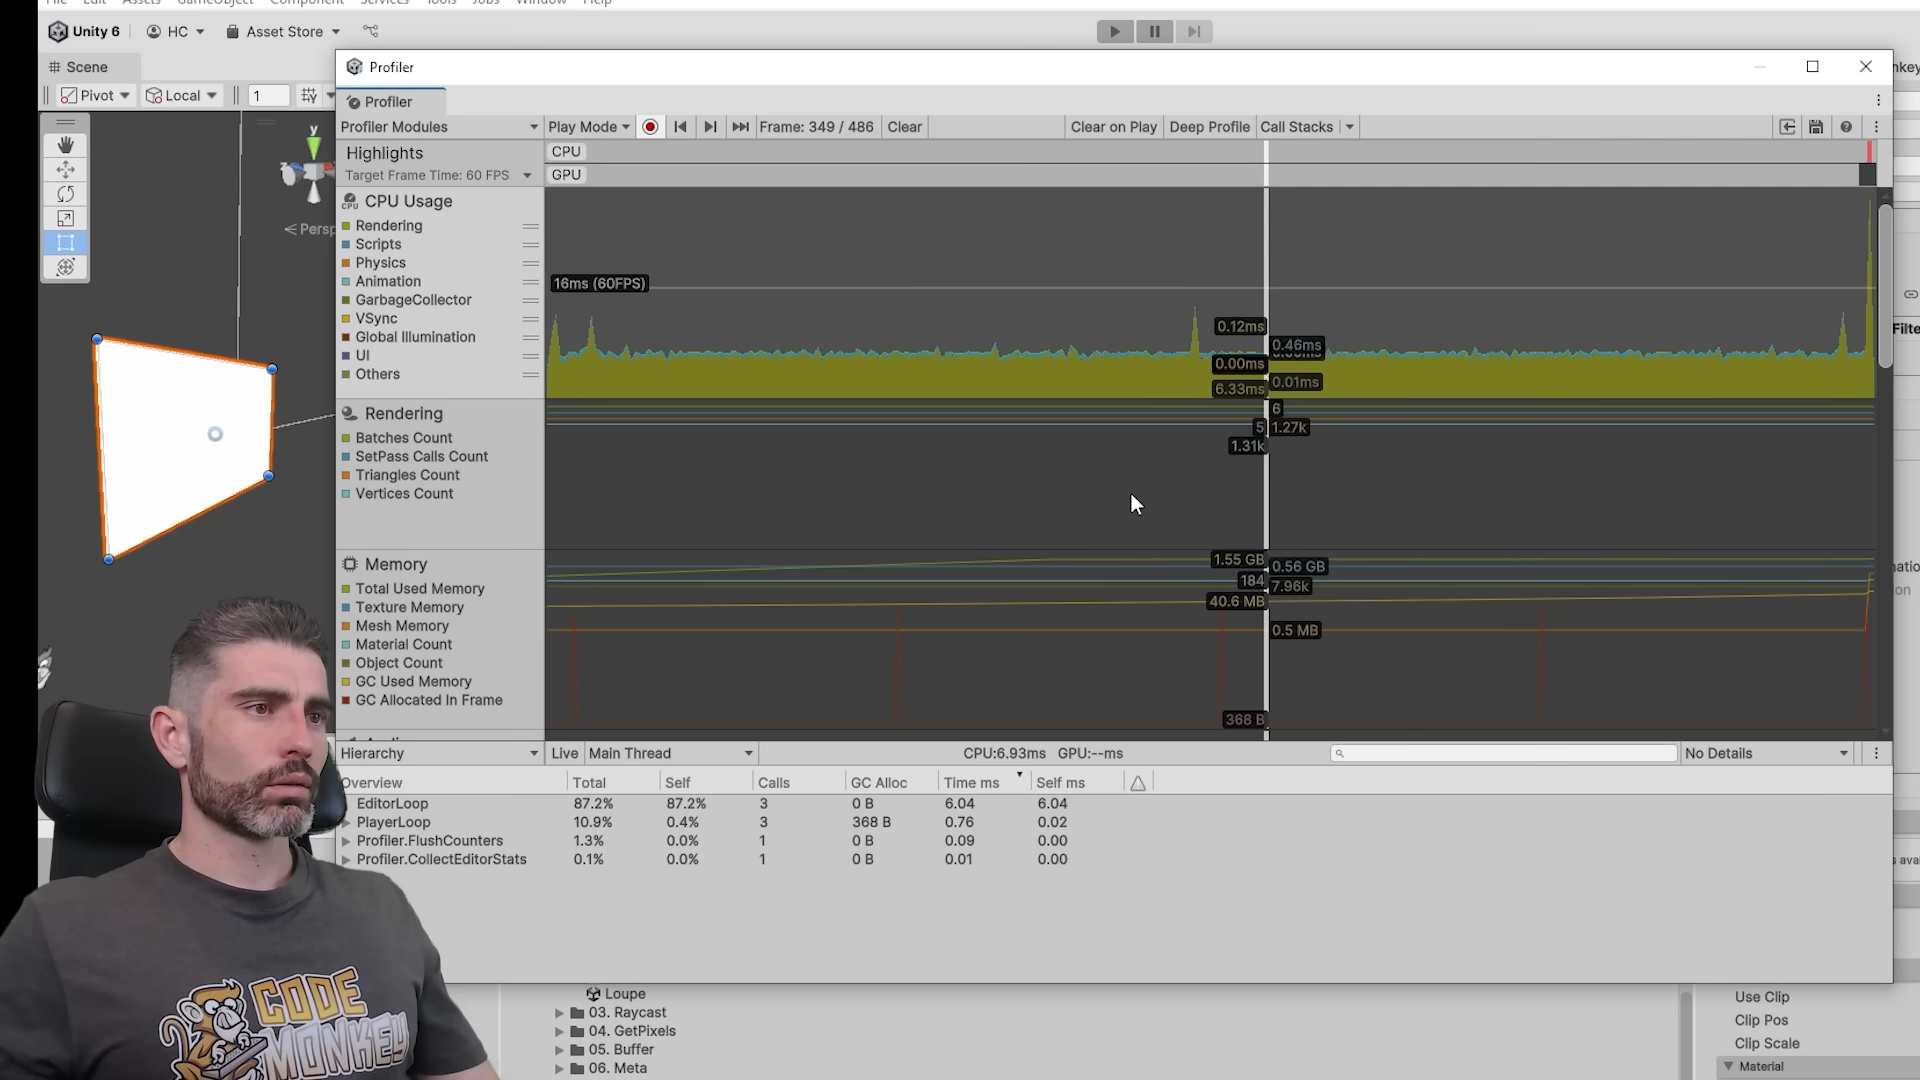 File Edit Assets GameObject Component Services Tools Jobs Window Help
Unity 6 HC Asset Store
Scene
Pivot Local 1
Profiler
Profiler
Profiler Modules Play Mode Frame: 349 / 486 Clear Clear on Play Deep Profile Call Stacks
Highlights CPU
Target Frame Time: 60 FPS GPU
CPU Usage
Rendering
Scripts
Physics
Animation
GarbageCollector
VSync
Global Illumination
UI
Others
16ms (60FPS)
0.12ms
0.46ms
0.00ms
0.01ms
6.33ms
y
Persp
Rendering
Batches Count
SetPass Calls Count
Triangles Count
Vertices Count
6
5 1.27k
1.31k
Memory
Total Used Memory
Texture Memory
Mesh Memory
Material Count
Object Count
GC Used Memory
GC Allocated In Frame
1.55 GB 0.56 GB
184 7.96k
40.6 MB
0.5 MB
368 B
Hierarchy Live Main Thread CPU:6.93ms GPU:--ms No Details
Overview Total Self Calls GC Alloc Time ms Self ms
EditorLoop 87.2% 87.2% 3 0 B 6.04 6.04
PlayerLoop 10.9% 0.4% 3 368 B 0.76 0.02
Profiler.FlushCounters 1.3% 0.0% 1 0 B 0.09 0.00
Profiler.CollectEditorStats 0.1% 0.0% 1 0 B 0.01 0.00
Loupe
03. Raycast
04. GetPixels
05. Buffer
06. Meta
Use Clip
Clip Pos
Clip Scale
Material
CODE
MONKEY